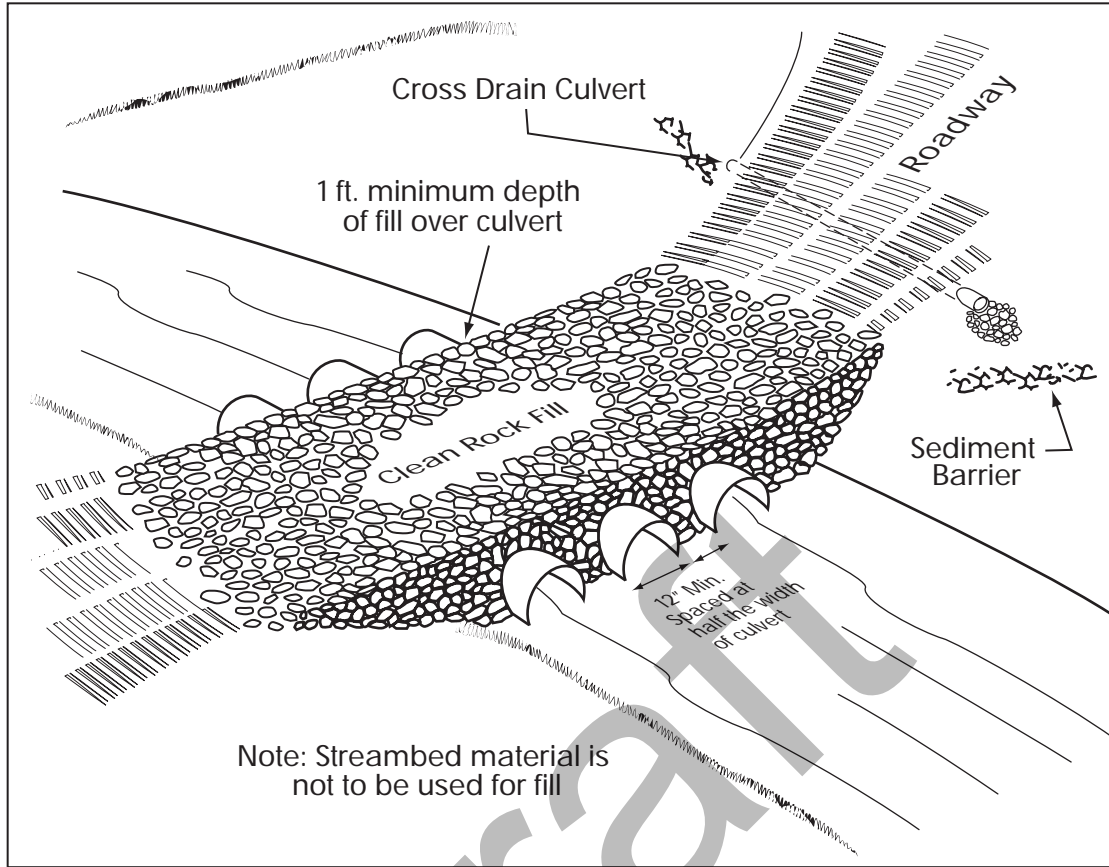 Cross Drain Culvert
Roadway
1 ft. minimum depth
of fill over culvert
Clean Rock Fill
Sediment
Barrier
12" Min.
Spaced at
half the width
of culvert
Note: Streambed material is
not to be used for fill
raft